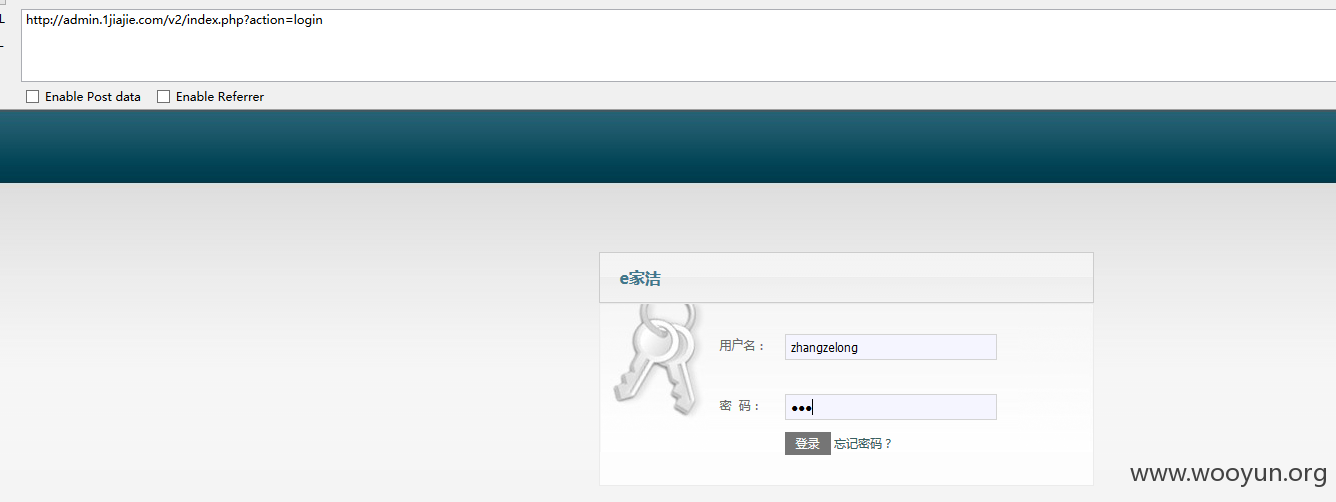 http://admin.1jiajie.com/v2/index.php?action=login
Enable Post data Enable Referrer
e家洁
用户名： zhangzelong
密 码： •••
登录 忘记密码？
www.wooyun.org